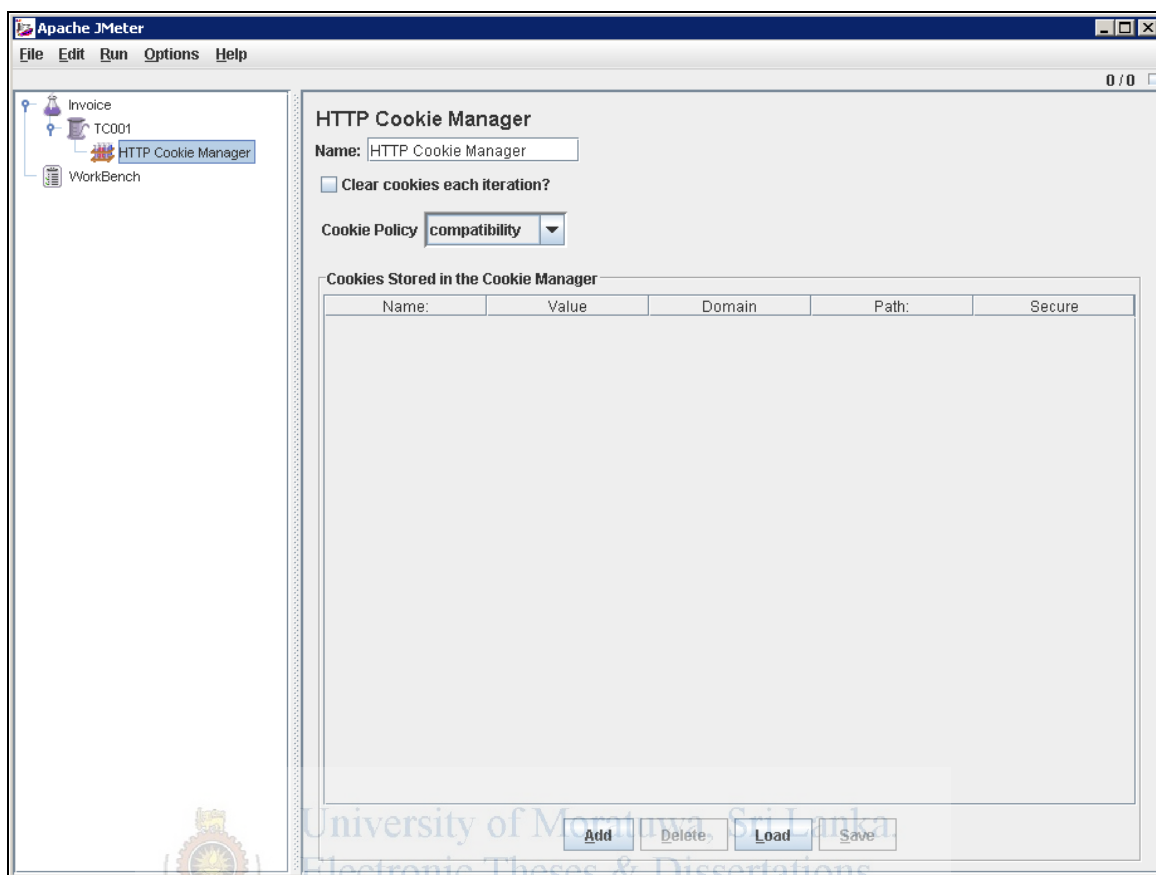 Apache JMeter
File Edit Run Options Help
0 / 0
Invoice
TC001
HTTP Cookie Manager
WorkBench
HTTP Cookie Manager
Name: HTTP Cookie Manager
Clear cookies each iteration?
Cookie Policy compatibility
Cookies Stored in the Cookie Manager
Name: Value Domain Path: Secure
University of Moratuwa, Sri Lanka.
Add Delete Load Save
Electronic Theses & Dissertations